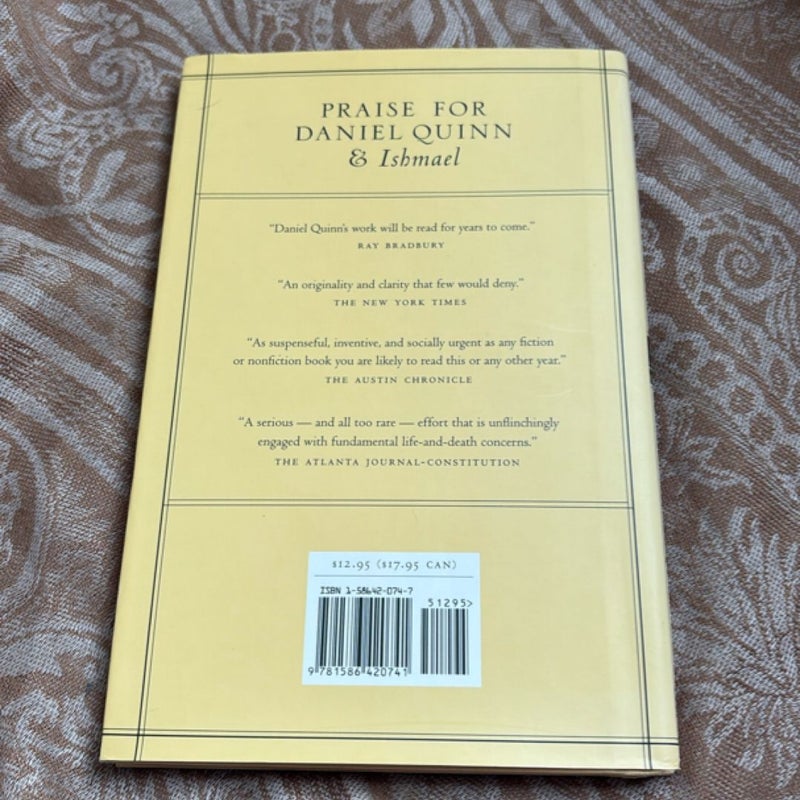 PRAISE FOR
DANIEL QUINN
& Ishmael
“Daniel Quinn’s work will be read for years to come.”
RAY BRADBURY
“An originality and clarity that few would deny.”
THE NEW YORK TIMES
“As suspenseful, inventive, and socially urgent as any fiction
or nonfiction book you are likely to read this or any other year.”
THE AUSTIN CHRONICLE
“A serious — and all too rare — effort that is unflinchingly
engaged with fundamental life-and-death concerns.”
THE ATLANTA JOURNAL-CONSTITUTION
$12.95 ($17.95 CAN)
ISBN 1-58642-074-7
51295>
9 781586 420741